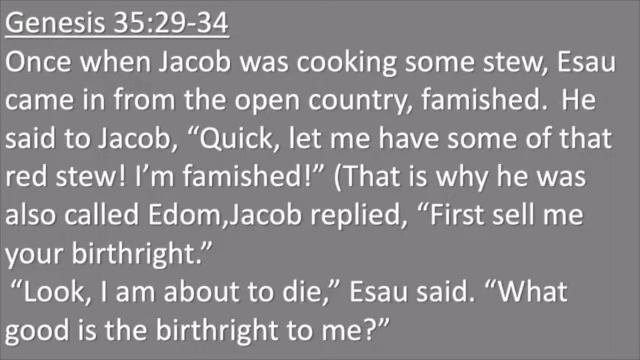 Genesis 35:29-34
Once when Jacob was cooking some stew, Esau
came in from the open country, famished.  He
said to Jacob, “Quick, let me have some of that
red stew! I’m famished!” (That is why he was
also called Edom,Jacob replied, “First sell me
your birthright.”
“Look, I am about to die,” Esau said. “What
good is the birthright to me?”